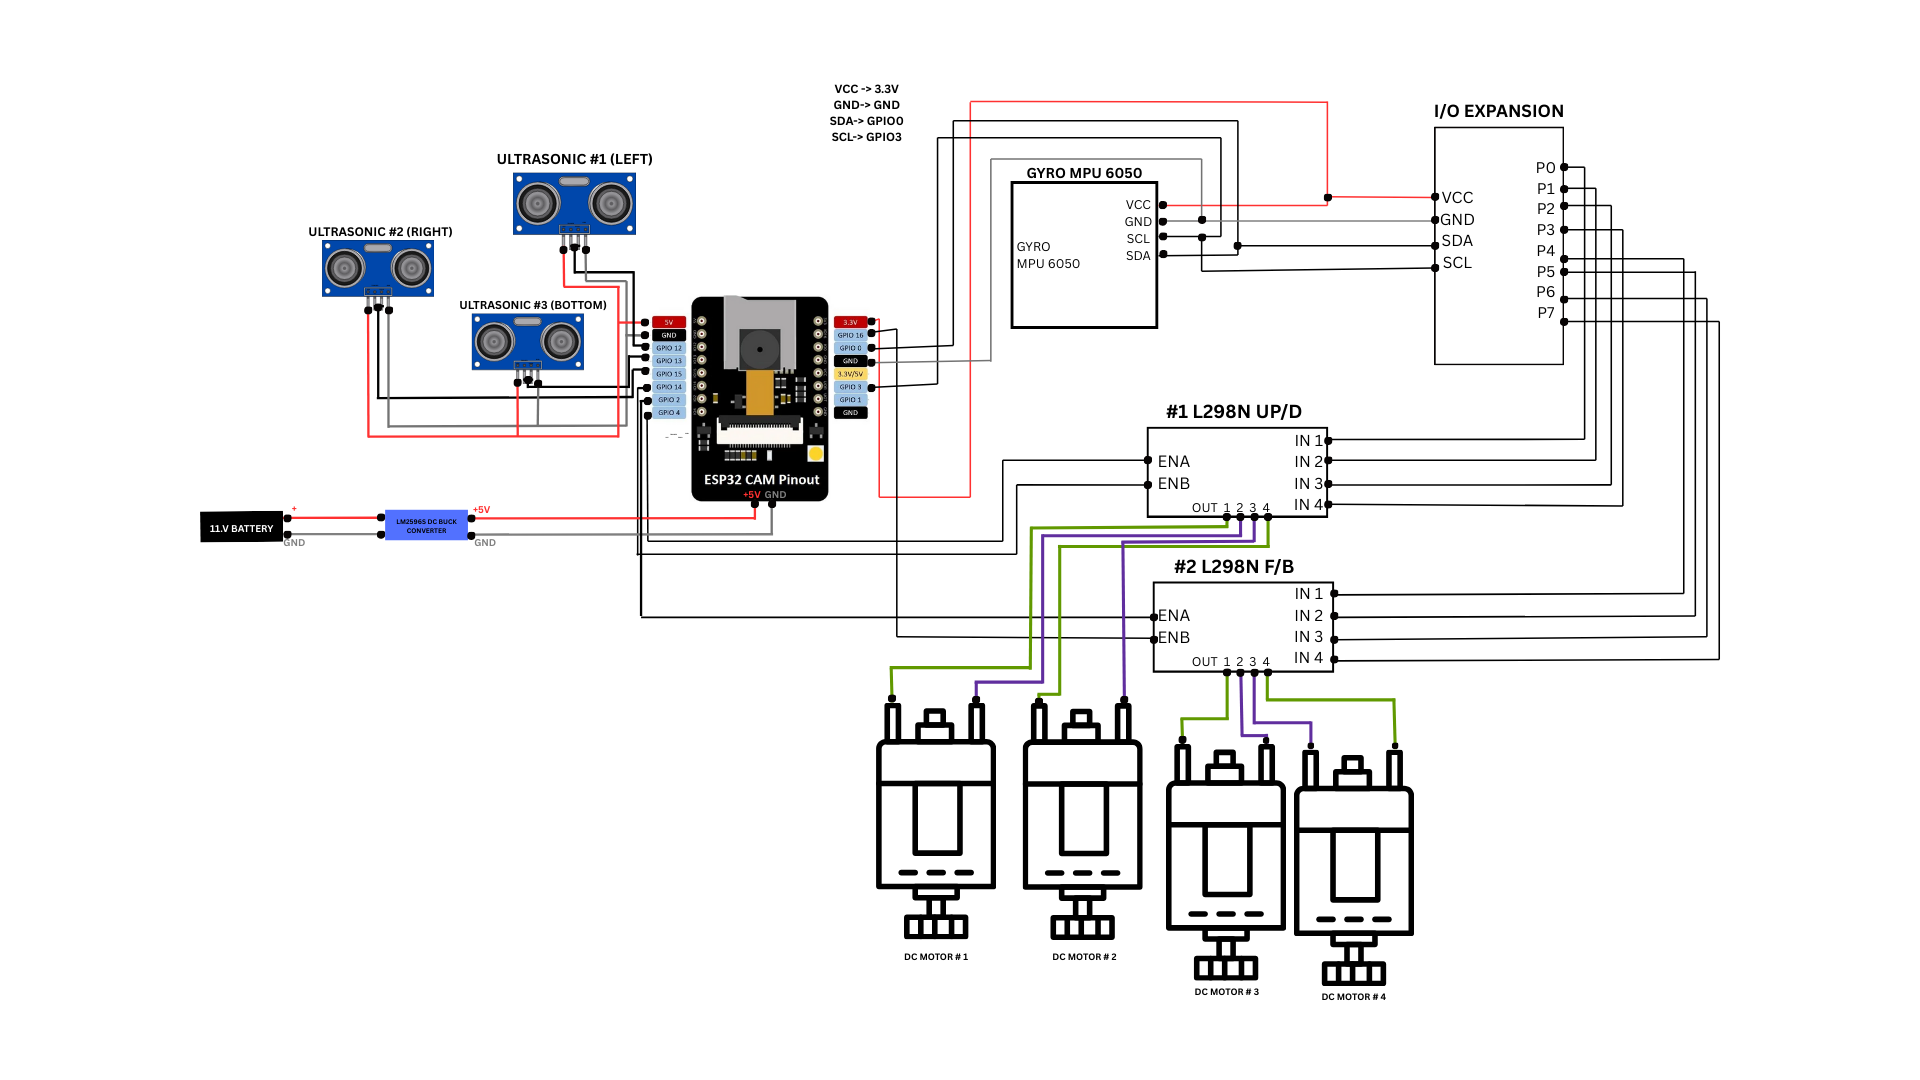 VCC -> 3.3V
GND-> GND
SDA-> GPIO0
SCL-> GPIO3
I/O EXPANSION
P0
P1
P2
P3
P4
P5
P6
P7
VCC
GND
SDA
SCL
GYRO MPU 6050
VCC
GND
SCL
SDA
GYRO
MPU 6050
ULTRASONIC #1 (LEFT)
ULTRASONIC #2 (RIGHT)
ULTRASONIC #3 (BOTTOM)
5V
GND
GPIO 12
GPIO 13
GPIO 15
GPIO 14
GPIO 2
GPIO 4
3.3V
GPIO 16
GPIO 0
GND
3.3V/5V
GPIO 3
GPIO 1
GND
ESP32 CAM Pinout
+5V GND
11.V BATTERY
+
GND
LM2596S DC BUCK
CONVERTER
+5V
GND
#1 L298N UP/D
ENA
ENB
IN 1
IN 2
IN 3
IN 4
OUT 1 2 3 4
#2 L298N F/B
ENA
ENB
IN 1
IN 2
IN 3
IN 4
OUT 1 2 3 4
DC MOTOR # 1
DC MOTOR # 2
DC MOTOR # 3
DC MOTOR # 4